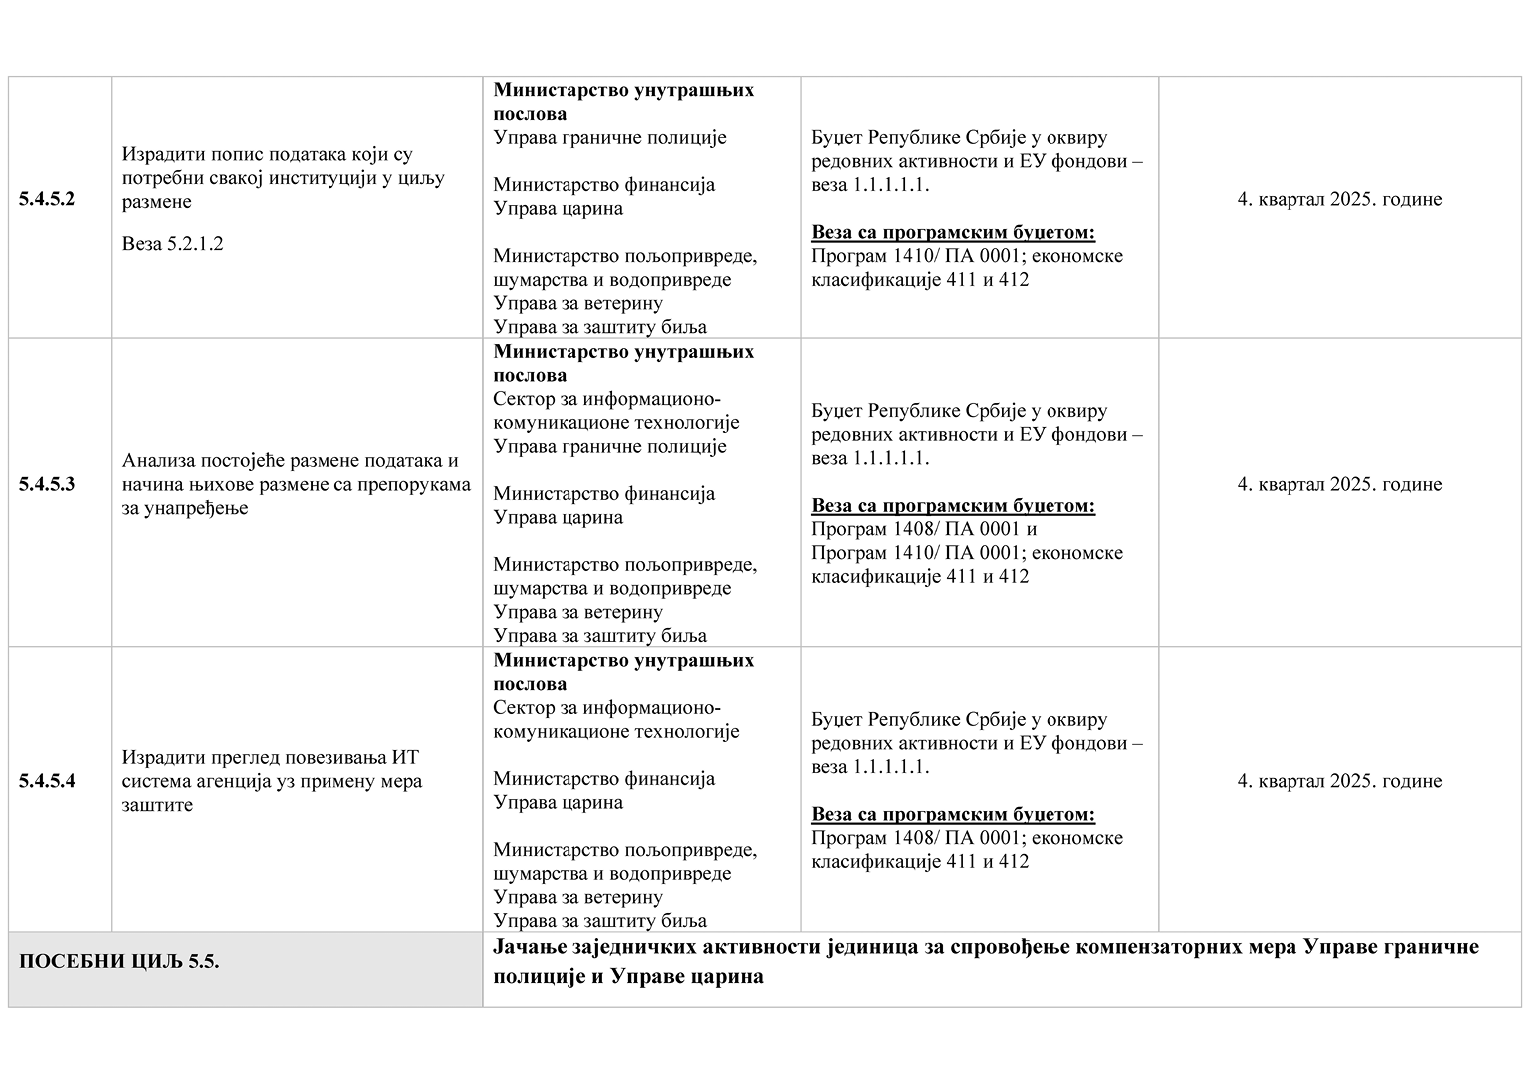 5.4.5.2
Израдити попис података који су
потребни свакој институцији у циљу
размене
Веза 5.2.1.2
Министарство унутрашњих
послова
Управа граничне полиције
Министарство финансија
Управа царина
Министарство пољопривреде,
шумарства и водопривреде
Управа за ветерину
Управа за заштиту биља
Буџет Републике Србије у оквиру
редовних активности и ЕУ фондови –
веза 1.1.1.1.1.
Веза са програмским буџетом:
Програм 1410/ ПА 0001; економске
класификације 411 и 412
4. квартал 2025. године
5.4.5.3
Анализа постојеће размене података и
начина њихове размене са препорукама
за унапређење
Министарство унутрашњих
послова
Сектор за информационо-
комуникационе технологије
Управа граничне полиције
Министарство финансија
Управа царина
Министарство пољопривреде,
шумарства и водопривреде
Управа за ветерину
Управа за заштиту биља
Буџет Републике Србије у оквиру
редовних активности и ЕУ фондови –
веза 1.1.1.1.1.
Веза са програмским буџетом:
Програм 1408/ ПА 0001 и
Програм 1410/ ПА 0001; економске
класификације 411 и 412
4. квартал 2025. године
5.4.5.4
Израдити преглед повезивања ИТ
система агенција уз примену мера
заштите
Министарство унутрашњих
послова
Сектор за информационо-
комуникационе технологије
Министарство финансија
Управа царина
Министарство пољопривреде,
шумарства и водопривреде
Управа за ветерину
Управа за заштиту биља
Буџет Републике Србије у оквиру
редовних активности и ЕУ фондови –
веза 1.1.1.1.1.
Веза са програмским буџетом:
Програм 1408/ ПА 0001; економске
класификације 411 и 412
4. квартал 2025. године
ПОСЕБНИ ЦИЉ 5.5.
Јачање заједничких активности јединица за спровођење компензаторних мера Управе граничне
полиције и Управе царина